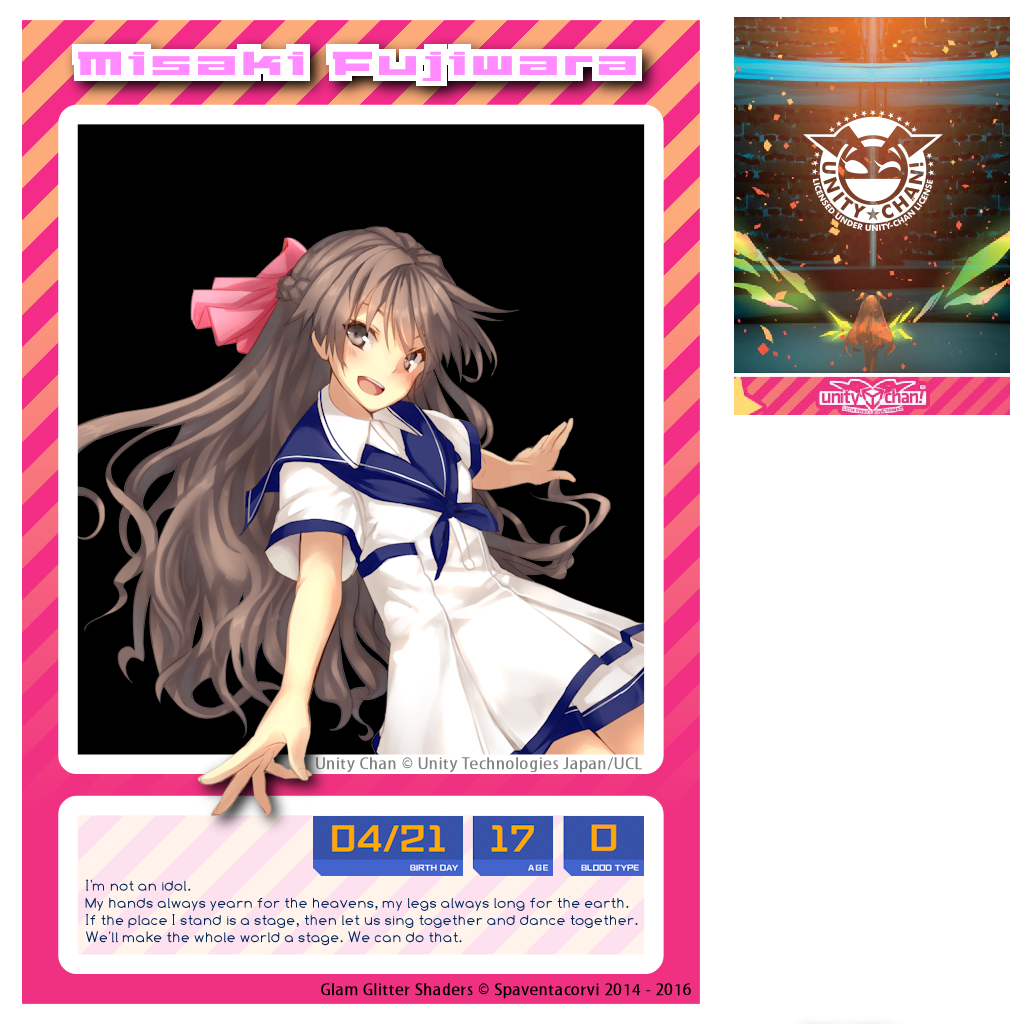 Misaki Fujiwara
Unity Chan © Unity Technologies Japan/UCL
04/21
BIRTH DAY
17
AGE
O
BLOOD TYPE
I'm not an idol.
My hands always yearn for the heavens, my legs always long for the earth.
If the place I stand is a stage, then let us sing together and dance together.
We'll make the whole world a stage. We can do that.
Glam Glitter Shaders © Spaventacorvi 2014 - 2016
UNITY★CHAN!
LICENSED UNDER UNITY-CHAN LICENSE
unity chan!